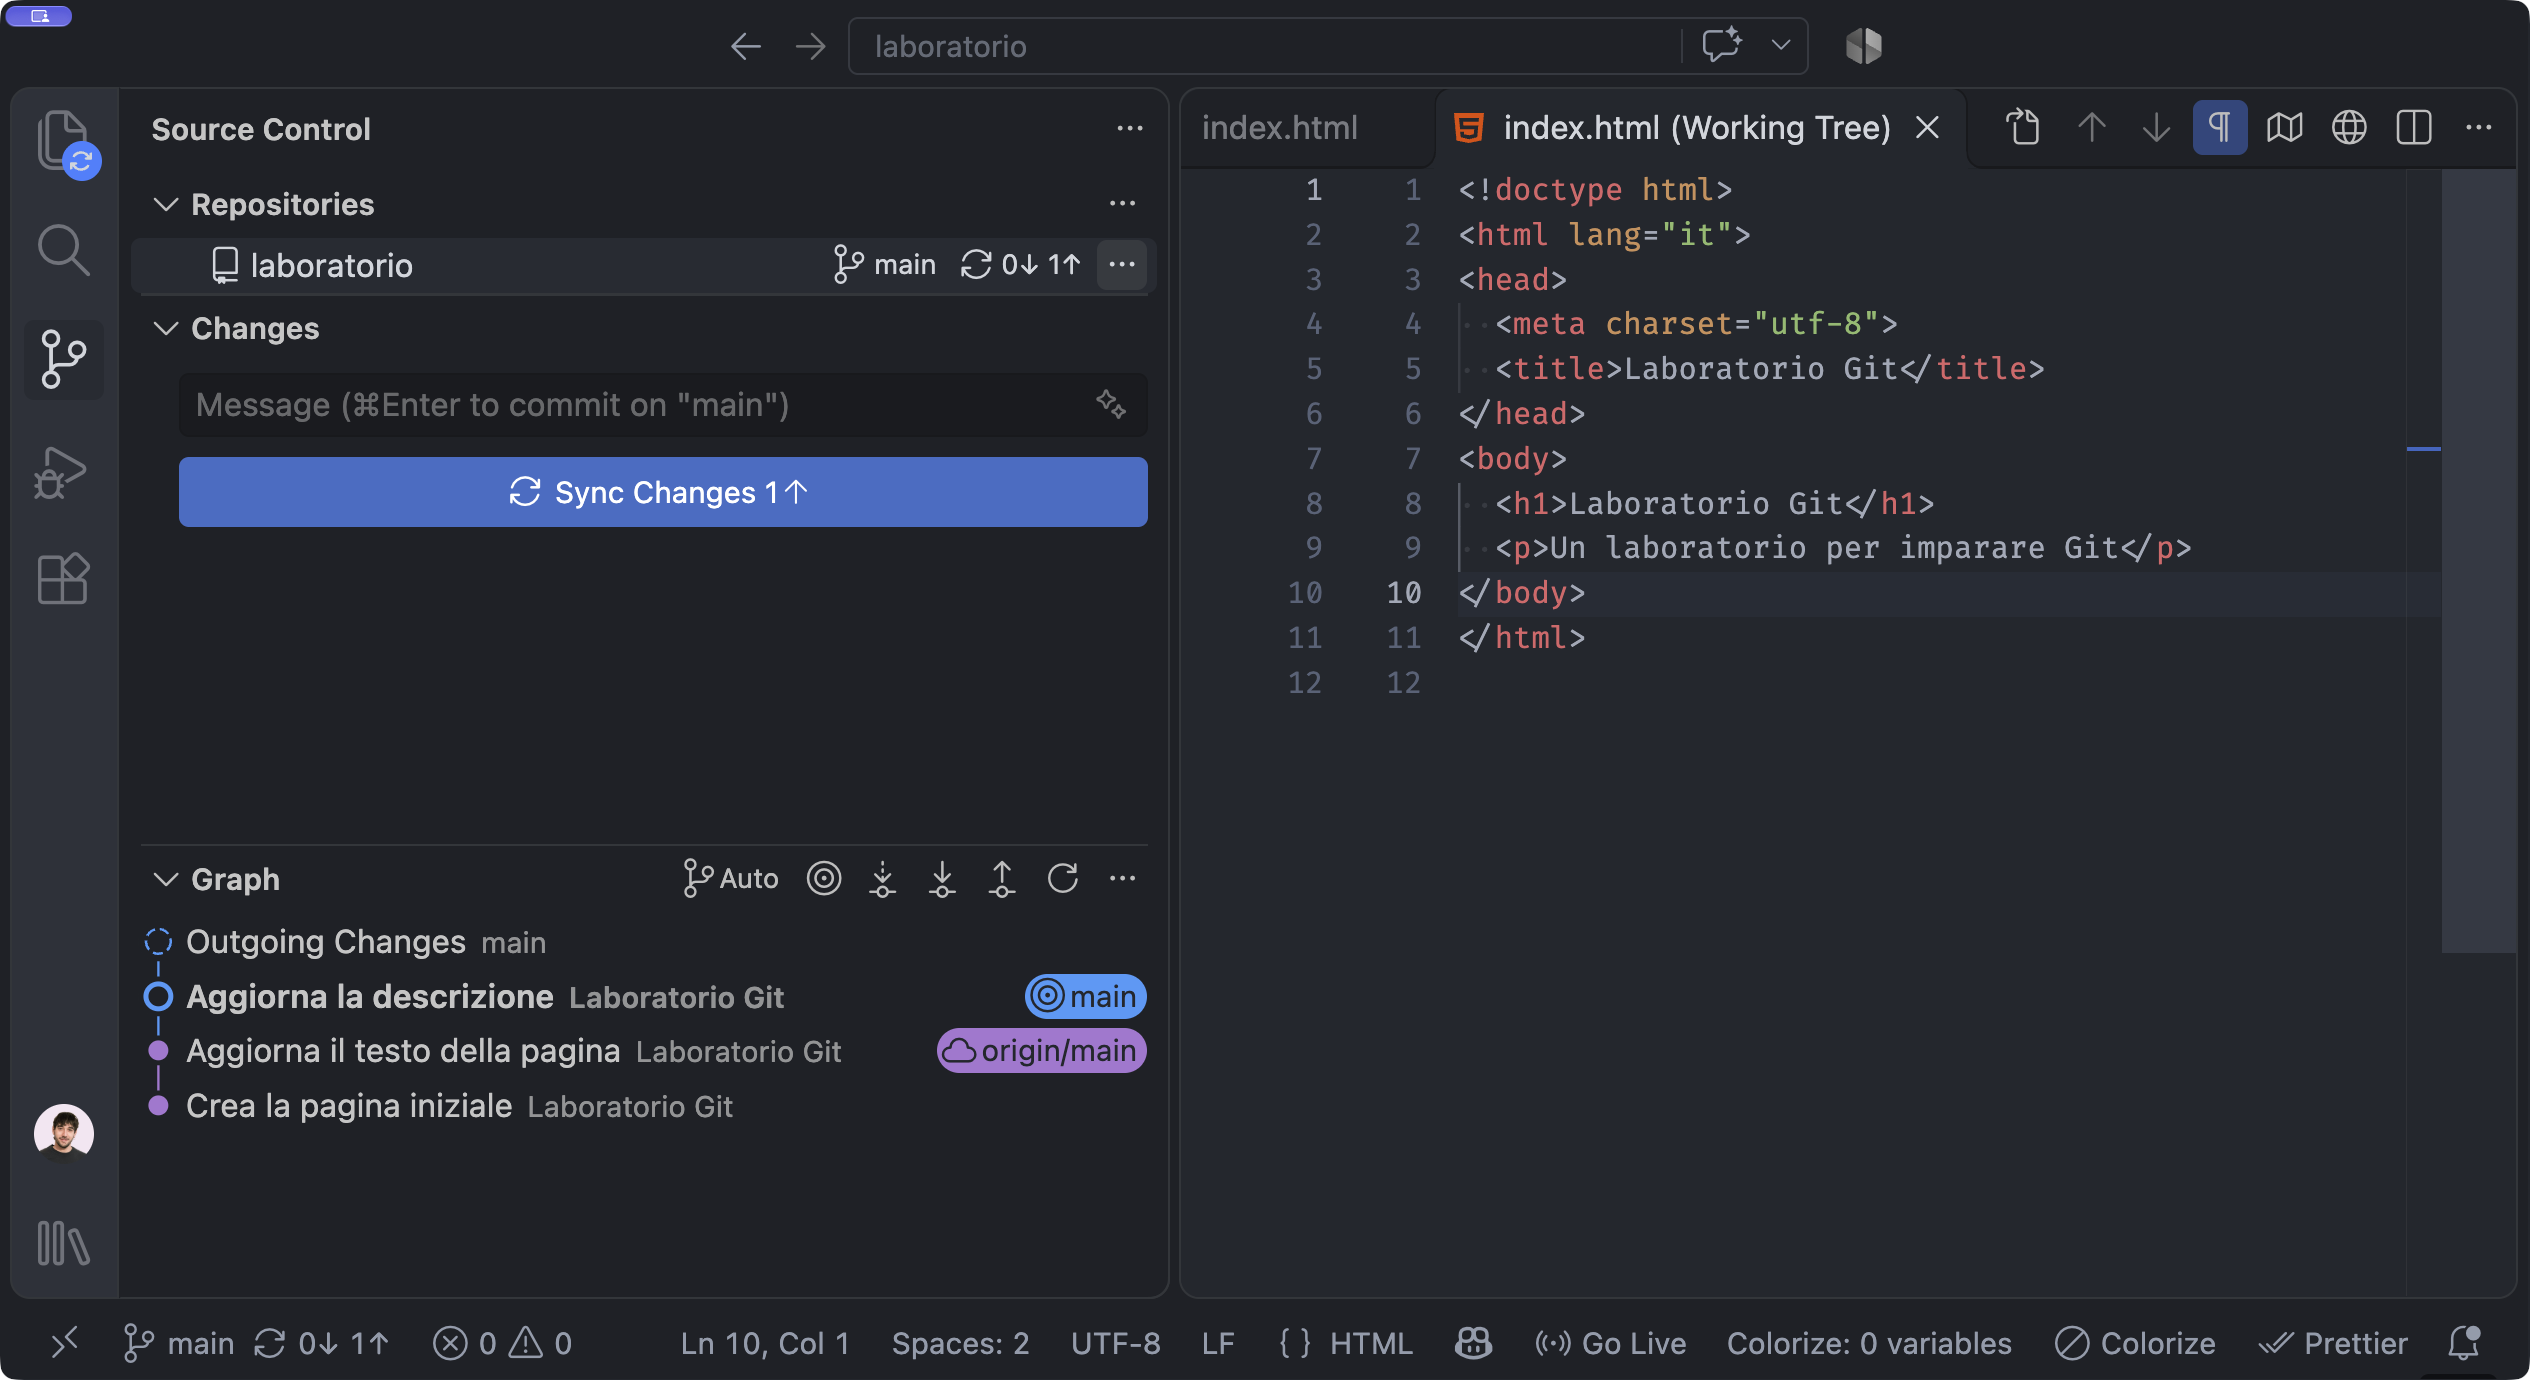 laboratorio
Source Control
Repositories
laboratorio main 0↓ 1↑
Changes
Message (⌘Enter to commit on "main")
Sync Changes 1↑
Graph Auto
Outgoing Changes main
Aggiorna la descrizione Laboratorio Git main
Aggiorna il testo della pagina Laboratorio Git origin/main
Crea la pagina iniziale Laboratorio Git
index.html index.html (Working Tree)
1 1 <!doctype html>
2 2 <html lang="it">
3 3 <head>
4 4 <meta charset="utf-8">
5 5 <title>Laboratorio Git</title>
6 6 </head>
7 7 <body>
8 8 <h1>Laboratorio Git</h1>
9 9 <p>Un laboratorio per imparare Git</p>
10 10 </body>
11 11 </html>
12 12
main 0↓ 1↑ 0 0 Ln 10, Col 1 Spaces: 2 UTF-8 LF {} HTML Go Live Colorize: 0 variables Colorize Prettier